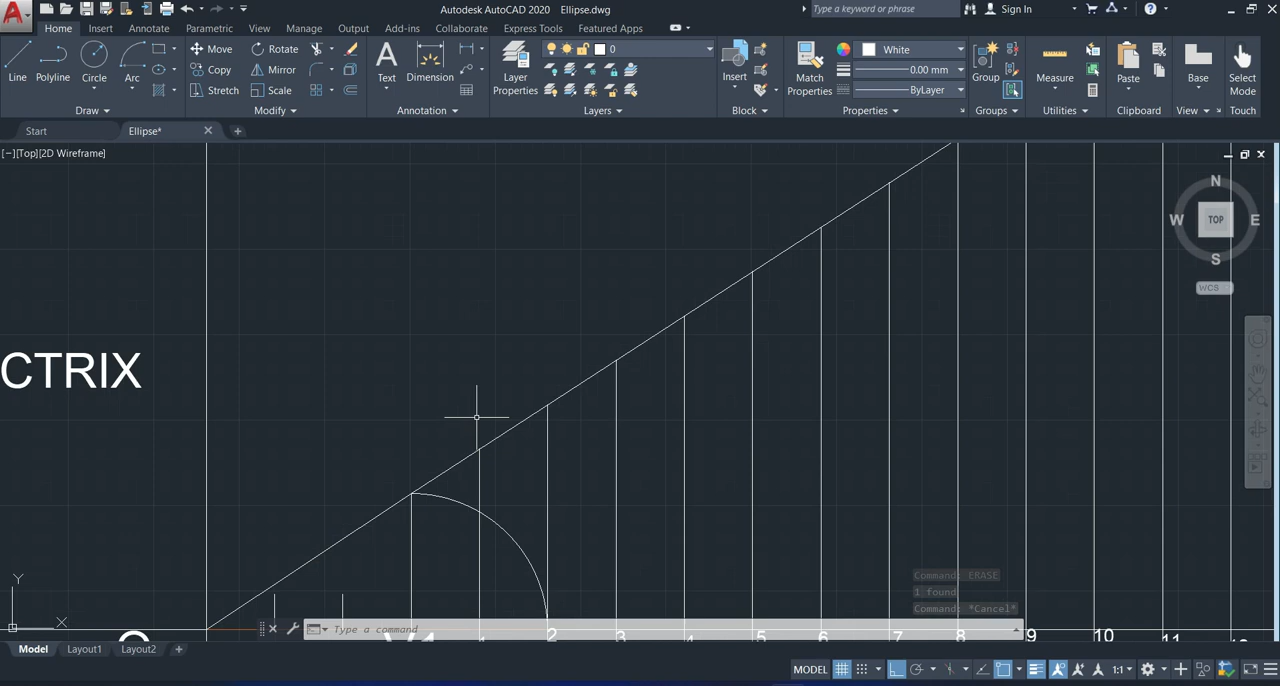 Autodesk AutoCAD 2020 Ellipse.dwg
Type a keyword or phrase
Sign In
Home Insert Annotate Parametric View Manage Output Add-ins Collaborate Express Tools Featured Apps
Line Polyline Circle Arc
Move Rotate
Copy Mirror
Stretch Scale
Text Dimension
Layer Properties
0
Insert
Match Properties
White
0.00 mm
ByLayer
Group
Measure
Paste
Base
Select Mode
Draw Modify Annotation Layers Block Properties Groups Utilities Clipboard View Touch
Start Ellipse*
[−][Top][2D Wireframe]
N
W TOP E
S
WCS
CTRIX
Y
X
Command: ERASE
1 found
Command: *Cancel*
Type a command
1 2 3 4 5 6 7 8 9 10 11
Model Layout1 Layout2
MODEL 1:1